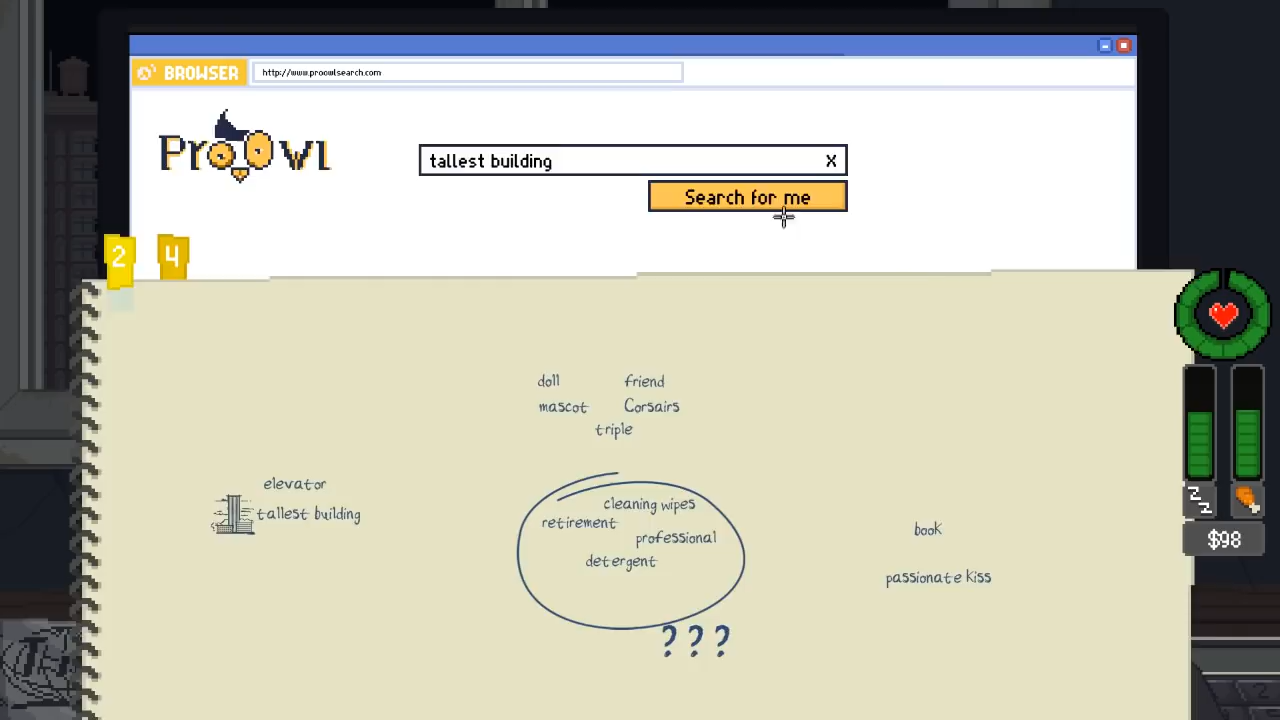 BROWSER
http://www.proowlsearch.com
ProOwl
tallest building X
Search for me
2 4
doll friend
mascot Corsairs
triple
elevator
tallest building
cleaning wipes
retirement
professional
detergent
book
passionate kiss
???
zzz
$98